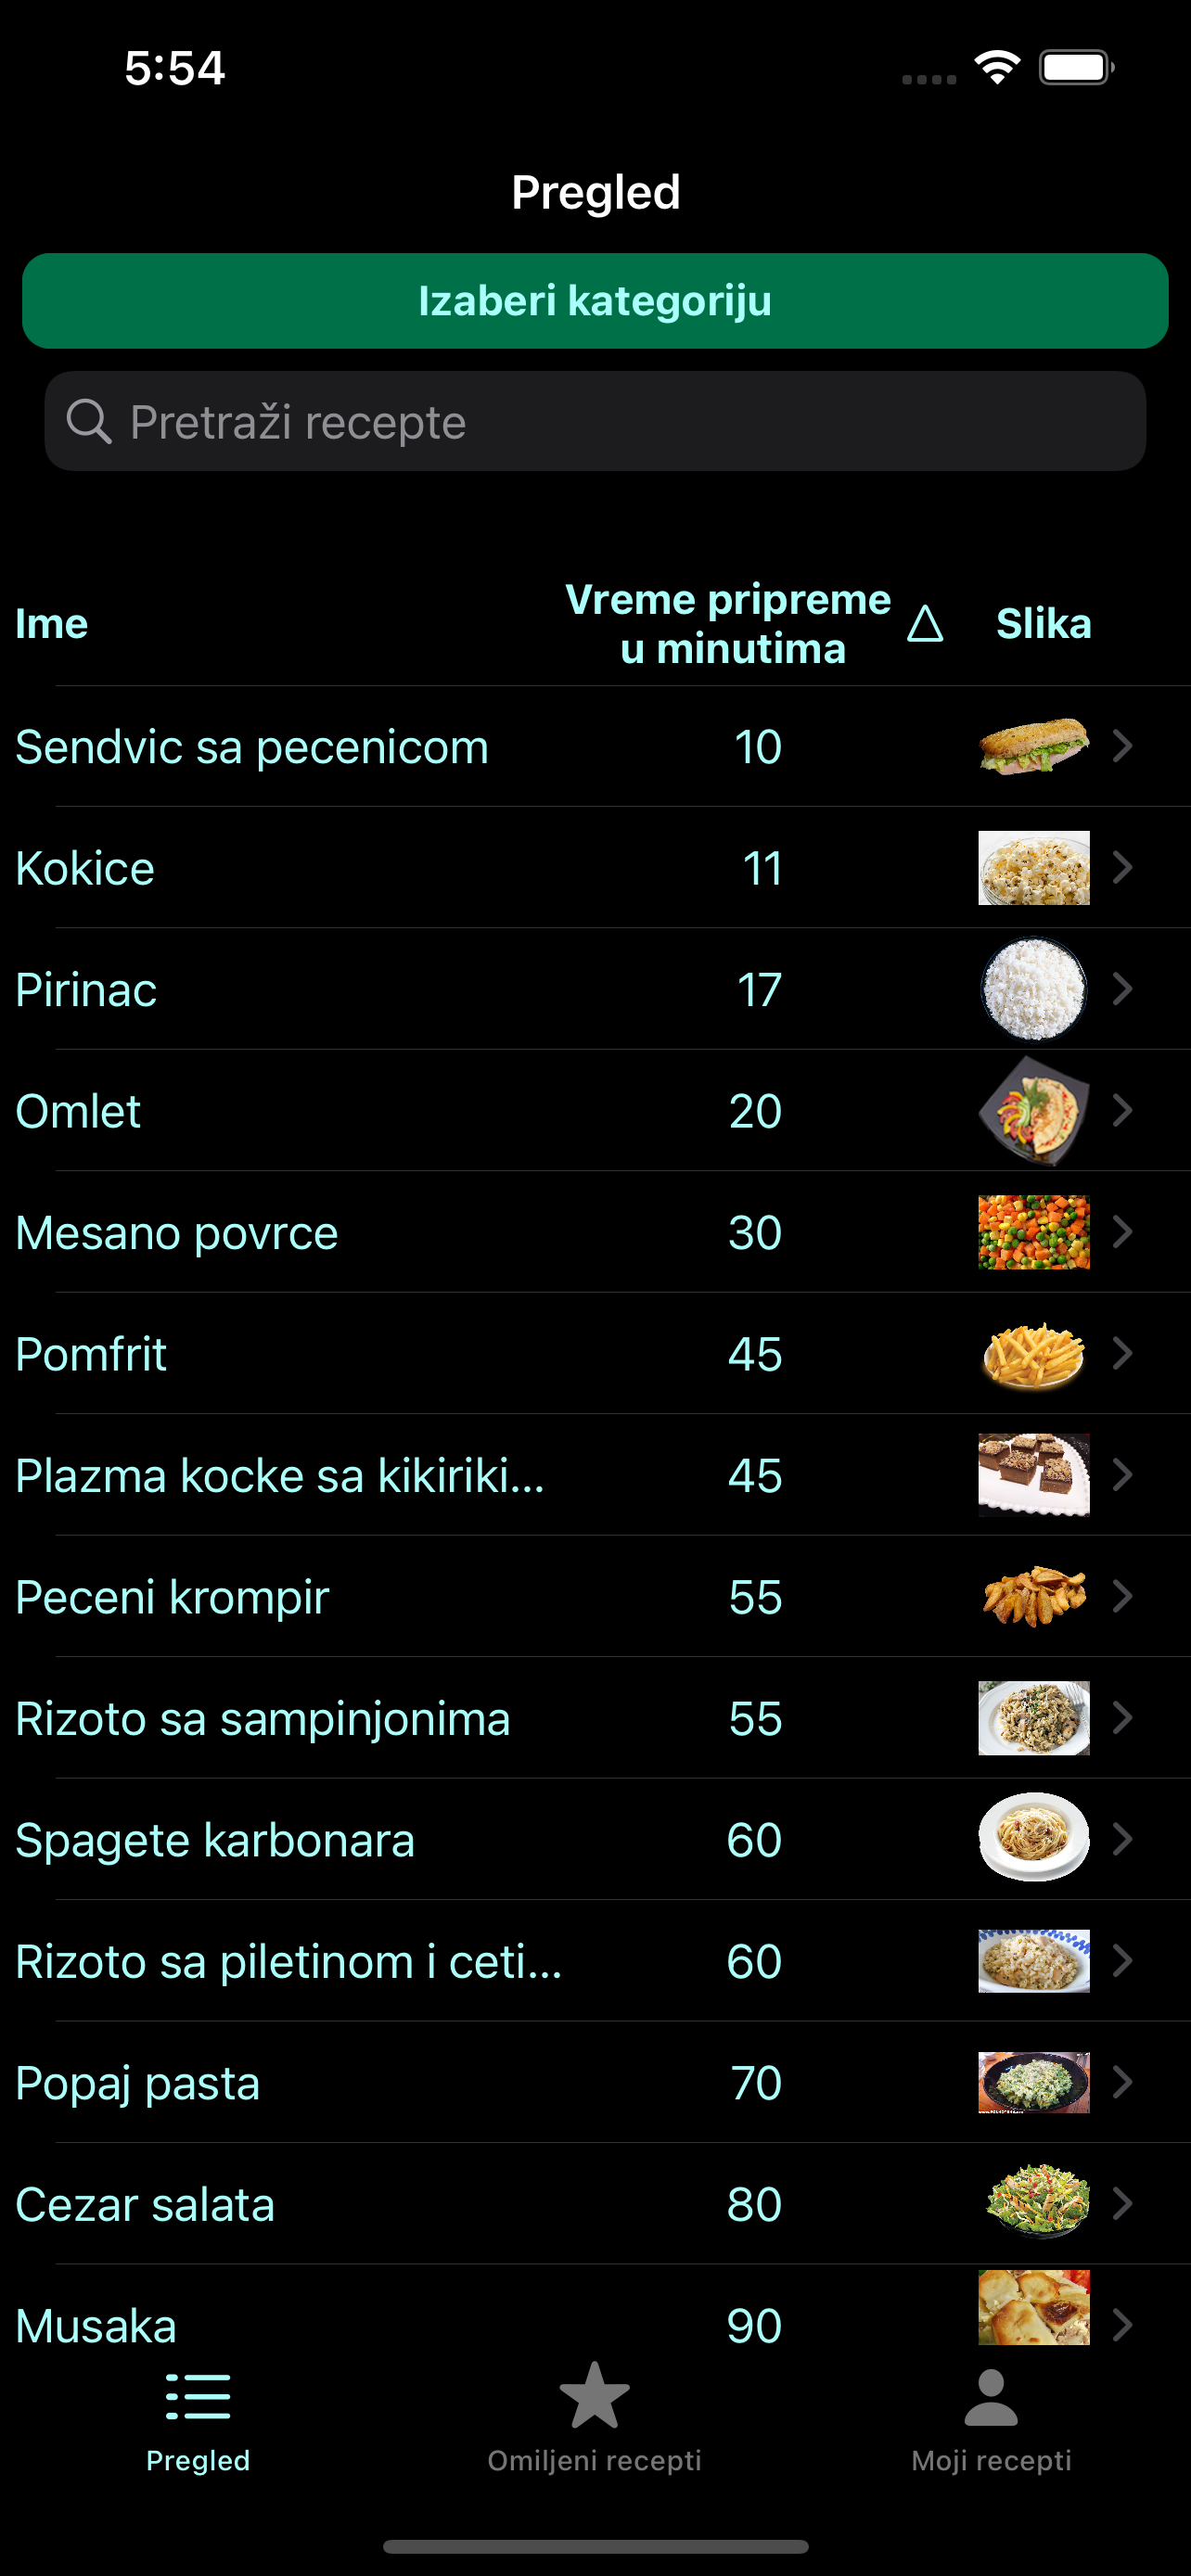 5:54
Pregled
Izaberi kategoriju
Pretraži recepte
Ime
Vreme pripreme
u minutima
Slika
Sendvic sa pecenicom 10
Kokice 11
Pirinac 17
Omlet 20
Mesano povrce 30
Pomfrit 45
Plazma kocke sa kikiriki... 45
Peceni krompir 55
Rizoto sa sampinjonima 55
Spagete karbonara 60
Rizoto sa piletinom i ceti... 60
Popaj pasta 70
Cezar salata 80
Musaka 90
Pregled Omiljeni recepti Moji recepti